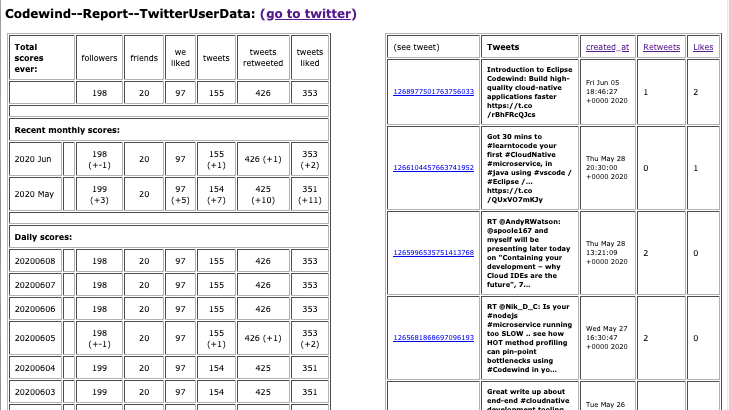 Codewind--Report--TwitterUserData: (go to twitter)
Total scores ever: followers friends we liked tweets tweets retweeted tweets liked
198 20 97 155 426 353
Recent monthly scores:
2020 Jun 198 (+-1) 20 97 155 (+1) 426 (+1) 353 (+2)
2020 May 199 (+3) 20 97 (+5) 154 (+7) 425 (+10) 351 (+11)
Daily scores:
20200608 198 20 97 155 426 353
20200607 198 20 97 155 426 353
20200606 198 20 97 155 426 353
20200605 198 (+-1) 20 97 155 (+1) 426 (+1) 353 (+2)
20200604 199 20 97 154 425 351
20200603 199 20 97 154 425 351
(see tweet) Tweets created_at Retweets Likes
1268977501763756033
Introduction to Eclipse
Codewind: Build high-
quality cloud-native
applications faster
https://t.co
/rBhFRcQJcs
Fri Jun 05
18:46:27
+0000 2020
1
2
1266104457663741952
Got 30 mins to
#learntocode your
first #CloudNative
#microservice, in
#Java using #vscode /
#Eclipse /…
https://t.co
/QUxVO7mKJy
Thu May 28
20:30:00
+0000 2020
0
1
1265996535751413768
RT @AndyRWatson:
@spoole167 and
myself will be
presenting later today
on "Containing your
development – why
Cloud IDEs are the
future", 7…
Thu May 28
13:21:09
+0000 2020
2
0
1265681868697096193
RT @Nik_D_C: Is your
#nodejs
#microservice running
too SLOW .. see how
HOT method profiling
can pin-point
bottlenecks using
#Codewind in yo…
Wed May 27
16:30:47
+0000 2020
2
0
Great write up about
end-end #cloudnative
development tooling
Tue May 26